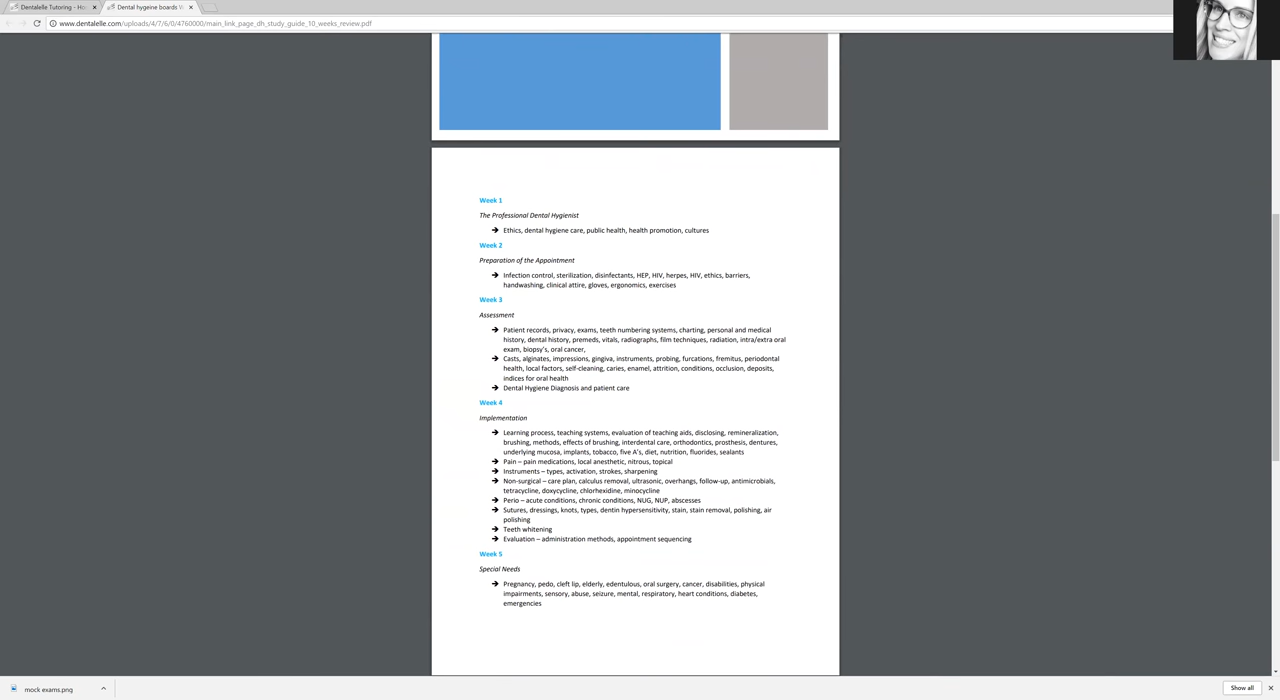 Dentalelle Tutoring - Ho
Dental hygeine boards W
www.dentalelle.com/uploads/4/7/6/0/4760000/main_link_page_dh_study_guide_10_weeks_review.pdf
Week 1
The Professional Dental Hygienist
➔ Ethics, dental hygiene care, public health, health promotion, cultures
Week 2
Preparation of the Appointment
➔ Infection control, sterilization, disinfectants, HEP, HIV, herpes, HIV, ethics, barriers,
handwashing, clinical attire, gloves, ergonomics, exercises
Week 3
Assessment
➔ Patient records, privacy, exams, teeth numbering systems, charting, personal and medical
history, dental history, premeds, vitals, radiographs, film techniques, radiation, intra/extra oral
exam, biopsy's, oral cancer,
➔ Casts, alginates, impressions, gingiva, instruments, probing, furcations, fremitus, periodontal
health, local factors, self-cleaning, caries, enamel, attrition, conditions, occlusion, deposits,
indices for oral health
➔ Dental Hygiene Diagnosis and patient care
Week 4
Implementation
➔ Learning process, teaching systems, evaluation of teaching aids, disclosing, remineralization,
brushing, methods, effects of brushing, interdental care, orthodontics, prosthesis, dentures,
underlying mucosa, implants, tobacco, five A's, diet, nutrition, fluorides, sealants
➔ Pain – pain medications, local anesthetic, nitrous, topical
➔ Instruments – types, activation, strokes, sharpening
➔ Non-surgical – care plan, calculus removal, ultrasonic, overhangs, follow-up, antimicrobials,
tetracycline, doxycycline, chlorhexidine, minocycline
➔ Perio – acute conditions, chronic conditions, NUG, NUP, abscesses
➔ Sutures, dressings, knots, types, dentin hypersensitivity, stain, stain removal, polishing, air
polishing
➔ Teeth whitening
➔ Evaluation – administration methods, appointment sequencing
Week 5
Special Needs
➔ Pregnancy, pedo, cleft lip, elderly, edentulous, oral surgery, cancer, disabilities, physical
impairments, sensory, abuse, seizure, mental, respiratory, heart conditions, diabetes,
emergencies
mock exams.png
Show all